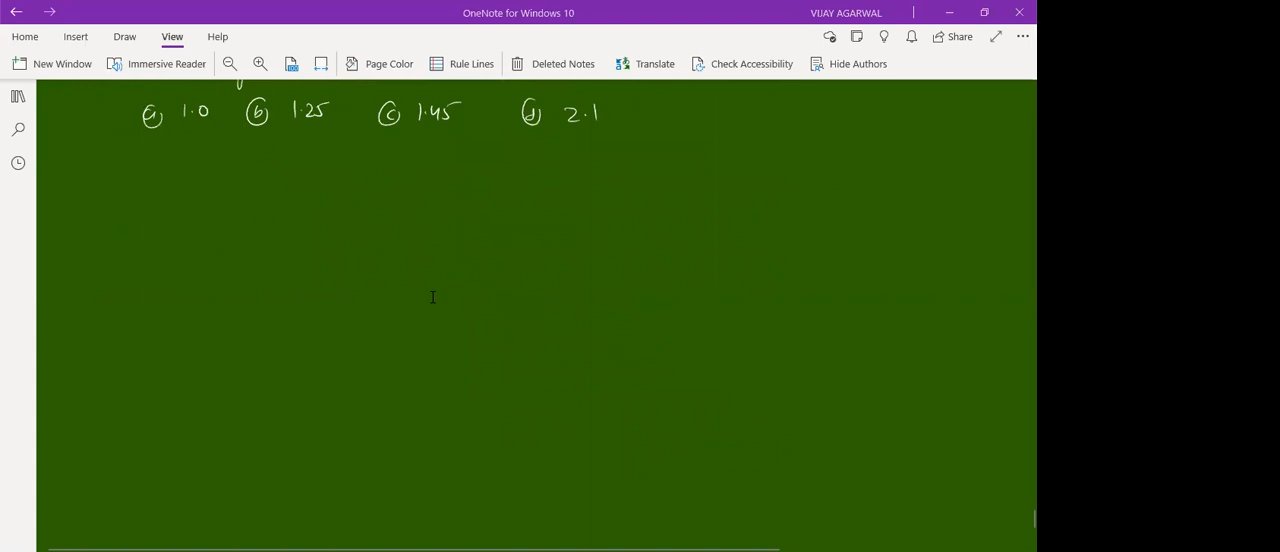 OneNote for Windows 10 VIJAY AGARWAL
Home Insert Draw View Help Share
New Window Immersive Reader Page Color Rule Lines Deleted Notes Translate Check Accessibility Hide Authors
a 1.0 b 1.25 c 1.45 d 2.1